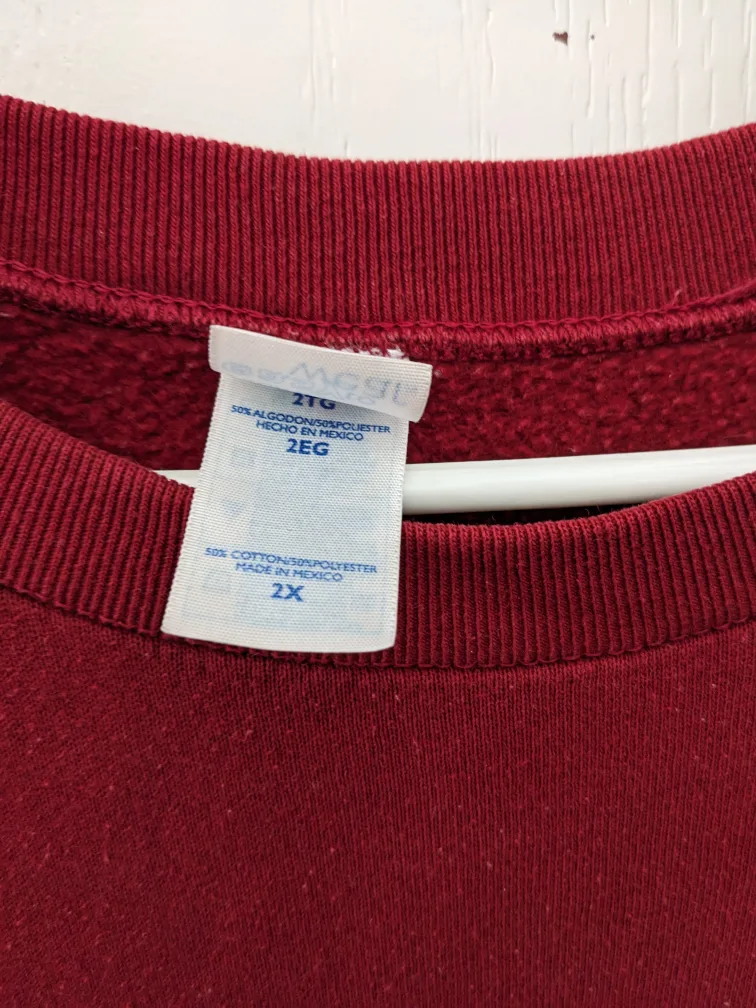 2TG
50% ALGODON/50%POLIESTER
HECHO EN MEXICO
2EG
50% COTTON/50%POLYESTER
MADE IN MEXICO
2X